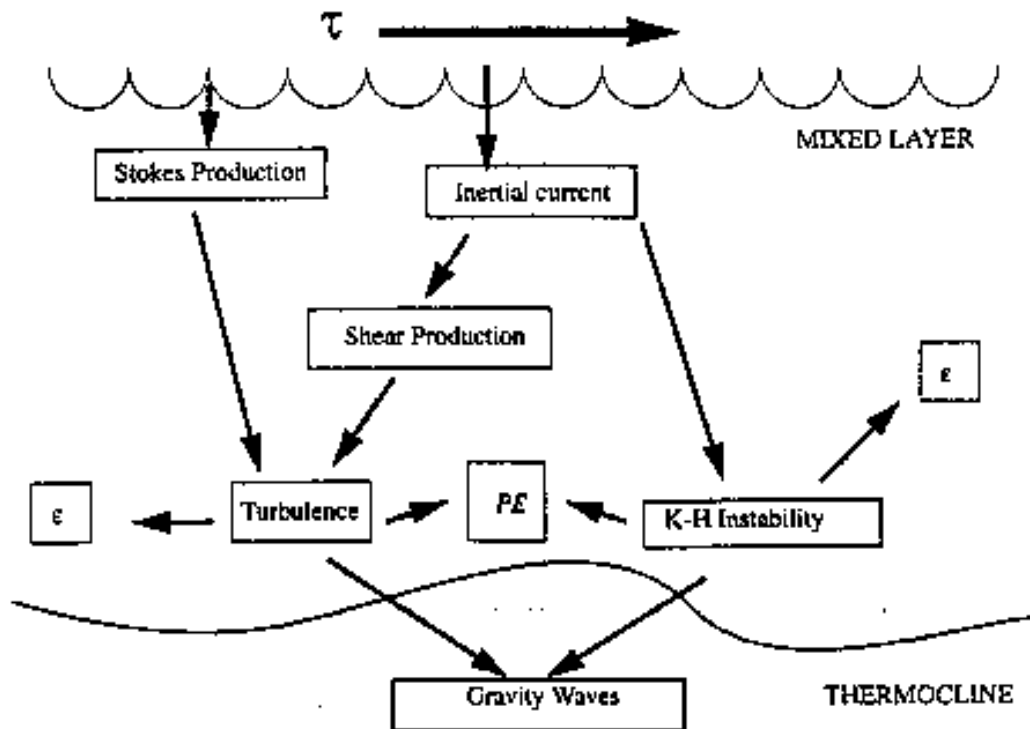 τ
MIXED LAYER
Stokes Production
Inertial current
Shear Production
ε
ε
Turbulence
PE
K-H Instability
Gravity Waves
THERMOCLINE